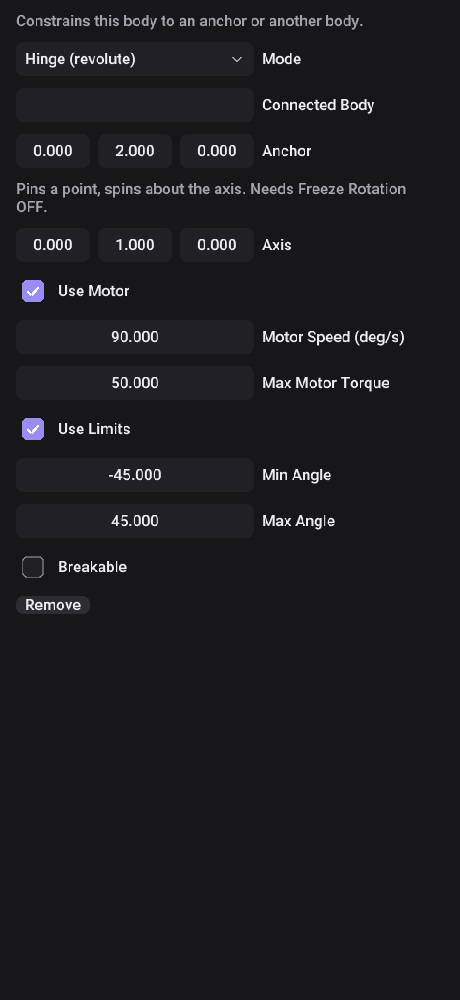 Constrains this body to an anchor or another body.
Hinge (revolute) Mode
Connected Body
0.000 2.000 0.000 Anchor
Pins a point, spins about the axis. Needs Freeze Rotation
OFF.
0.000 1.000 0.000 Axis
Use Motor
90.000 Motor Speed (deg/s)
50.000 Max Motor Torque
Use Limits
-45.000 Min Angle
45.000 Max Angle
Breakable
Remove